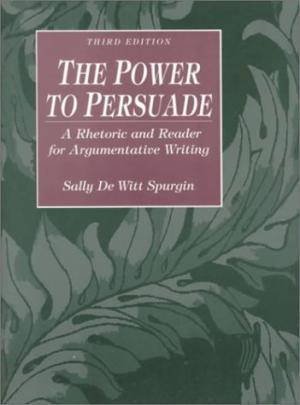 THIRD EDITION
THE POWER
TO PERSUADE
A Rhetoric and Reader
for Argumentative Writing
Sally De Witt Spurgin